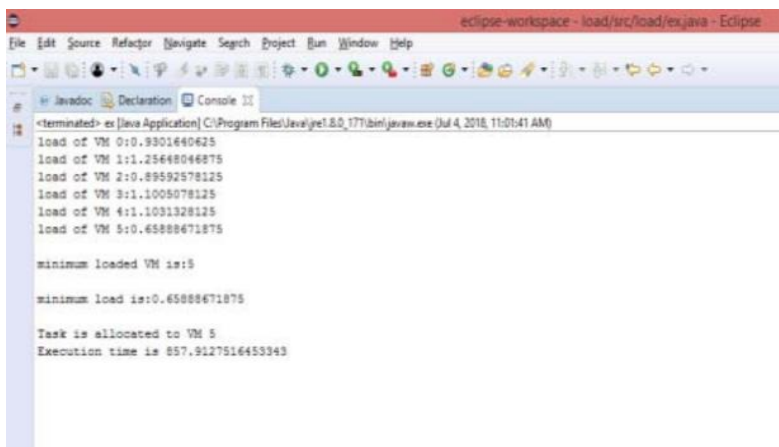 eclipse-workspace - load/src/load/ex.java - Eclipse
File Edit Source Refactor Navigate Search Project Run Window Help
Javadoc Declaration Console
<terminated> ex [Java Application] C:\Program Files\Java\jre1.8.0_171\bin\javaw.exe (Jul 4, 2018, 11:01:41 AM)
load of VM 0:0.9301640625
load of VM 1:1.25648046875
load of VM 2:0.89592578125
load of VM 3:1.1005078125
load of VM 4:1.1031328125
load of VM 5:0.65888671875
minimum loaded VM is:5
minimum load is:0.65888671875
Task is allocated to VM 5
Execution time is 857.9127516453343